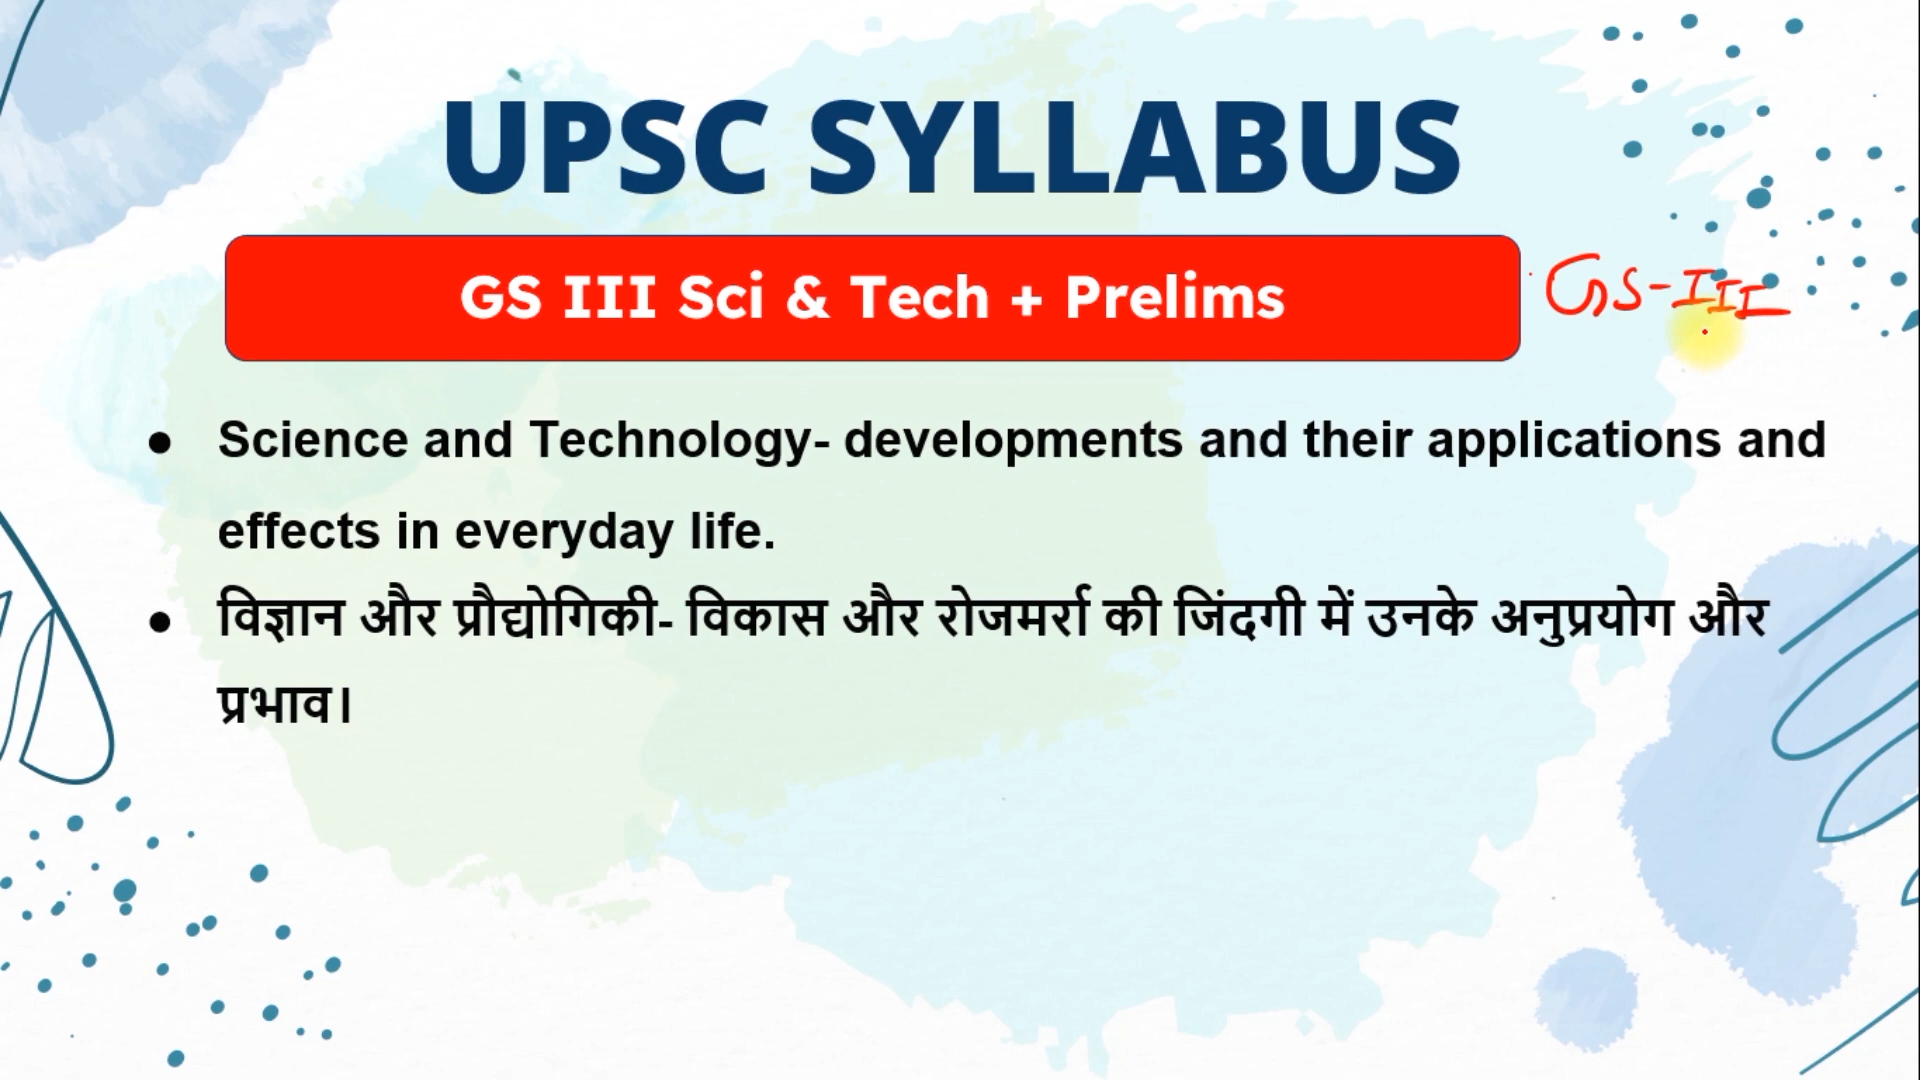 UPSC SYLLABUS
GS III Sci & Tech + Prelims
GS-III
● Science and Technology- developments and their applications and
effects in everyday life.
● विज्ञान और प्रौद्योगिकी- विकास और रोजमर्रा की जिंदगी में उनके अनुप्रयोग और
प्रभाव।